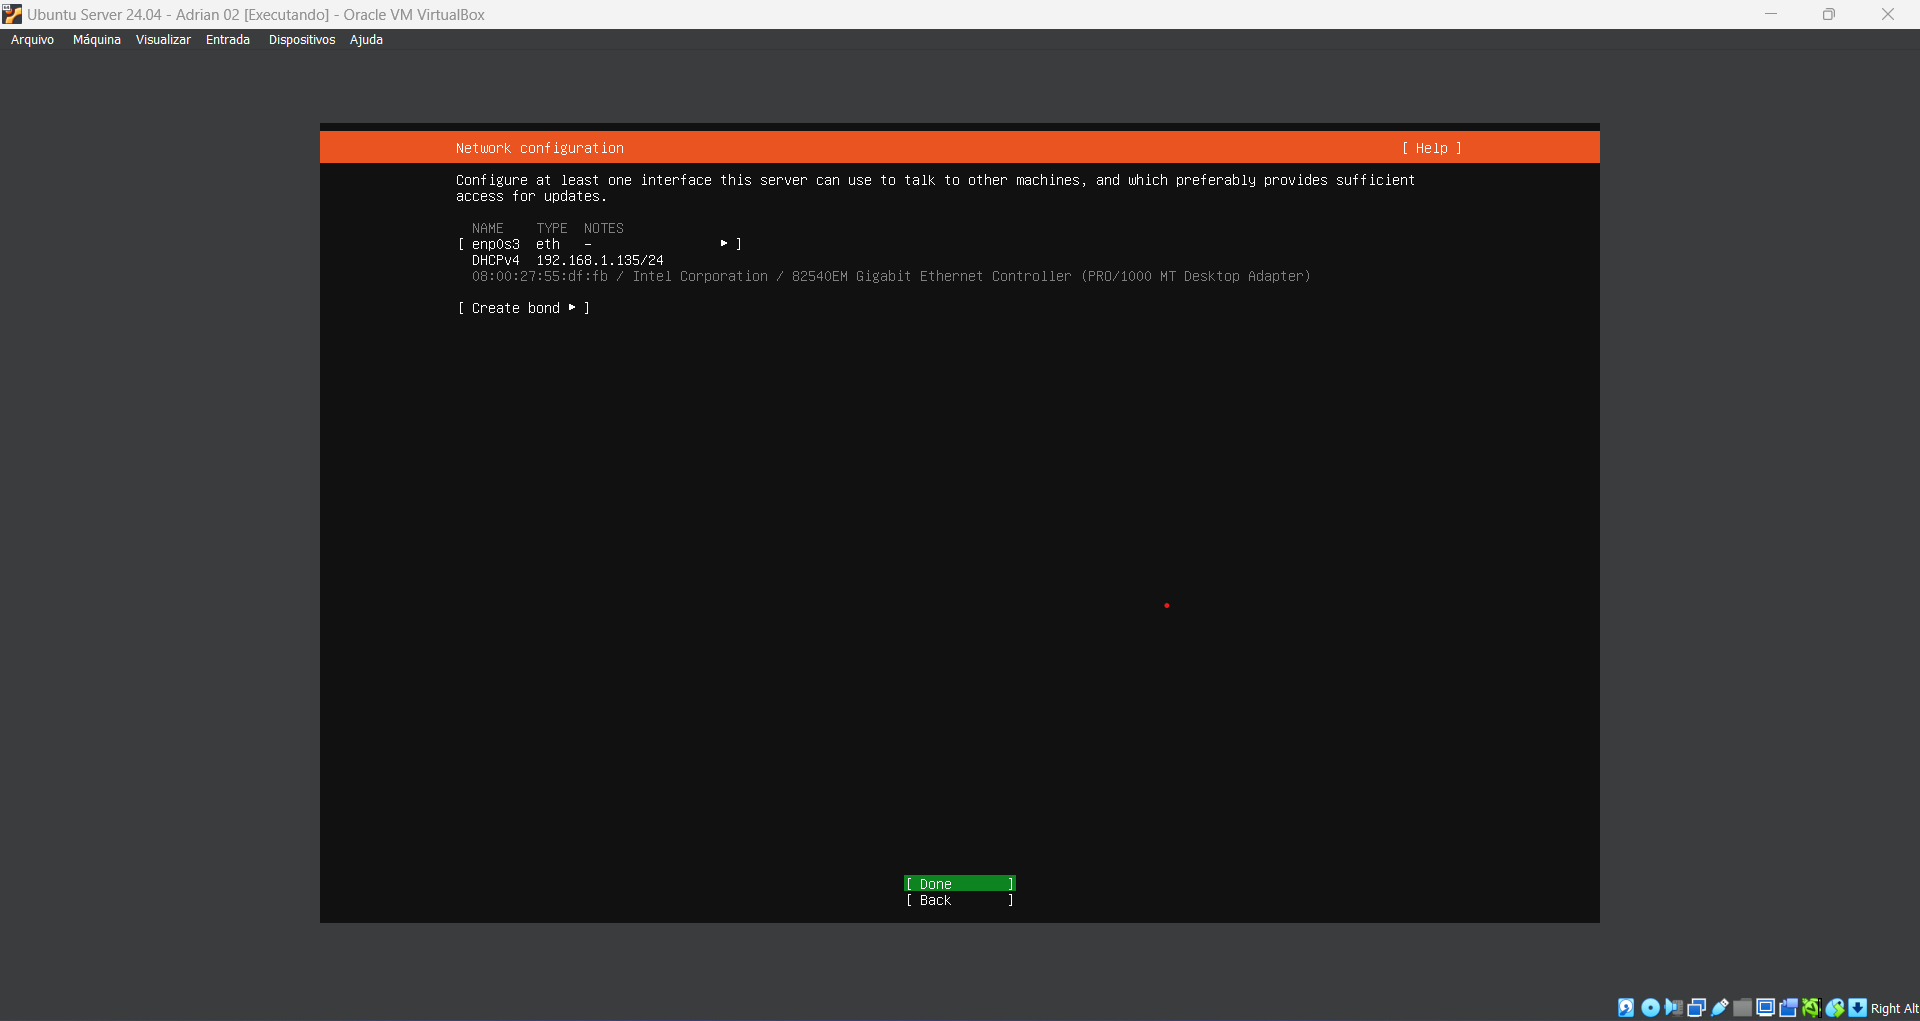 Ubuntu Server 24.04 - Adrian 02 [Executando] - Oracle VM VirtualBox
Arquivo Máquina Visualizar Entrada Dispositivos Ajuda
Network configuration [ Help ]
Configure at least one interface this server can use to talk to other machines, and which preferably provides sufficient
access for updates.
NAME TYPE NOTES
[ enp0s3 eth - ▸ ]
DHCPv4 192.168.1.135/24
08:00:27:55:df:fb / Intel Corporation / 82540EM Gigabit Ethernet Controller (PRO/1000 MT Desktop Adapter)
[ Create bond ▸ ]
[ Done ]
[ Back ]
Right Alt